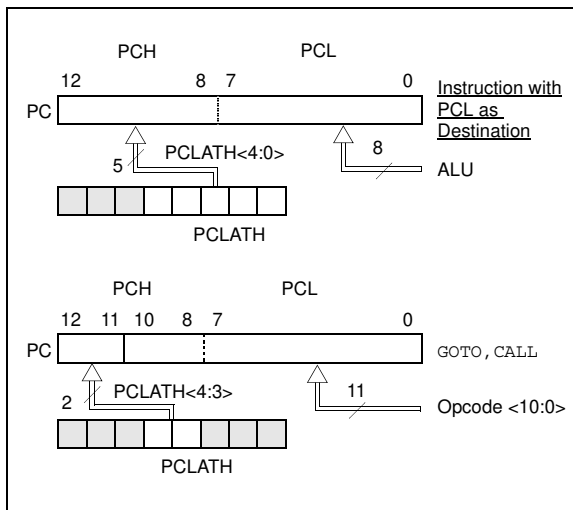 PCH PCL
12 8 7 0
PC
Instruction with
PCL as
Destination
5 PCLATH<4:0> 8
ALU
PCLATH
PCH PCL
12 11 10 8 7 0
PC GOTO, CALL
2 PCLATH<4:3> 11
Opcode <10:0>
PCLATH